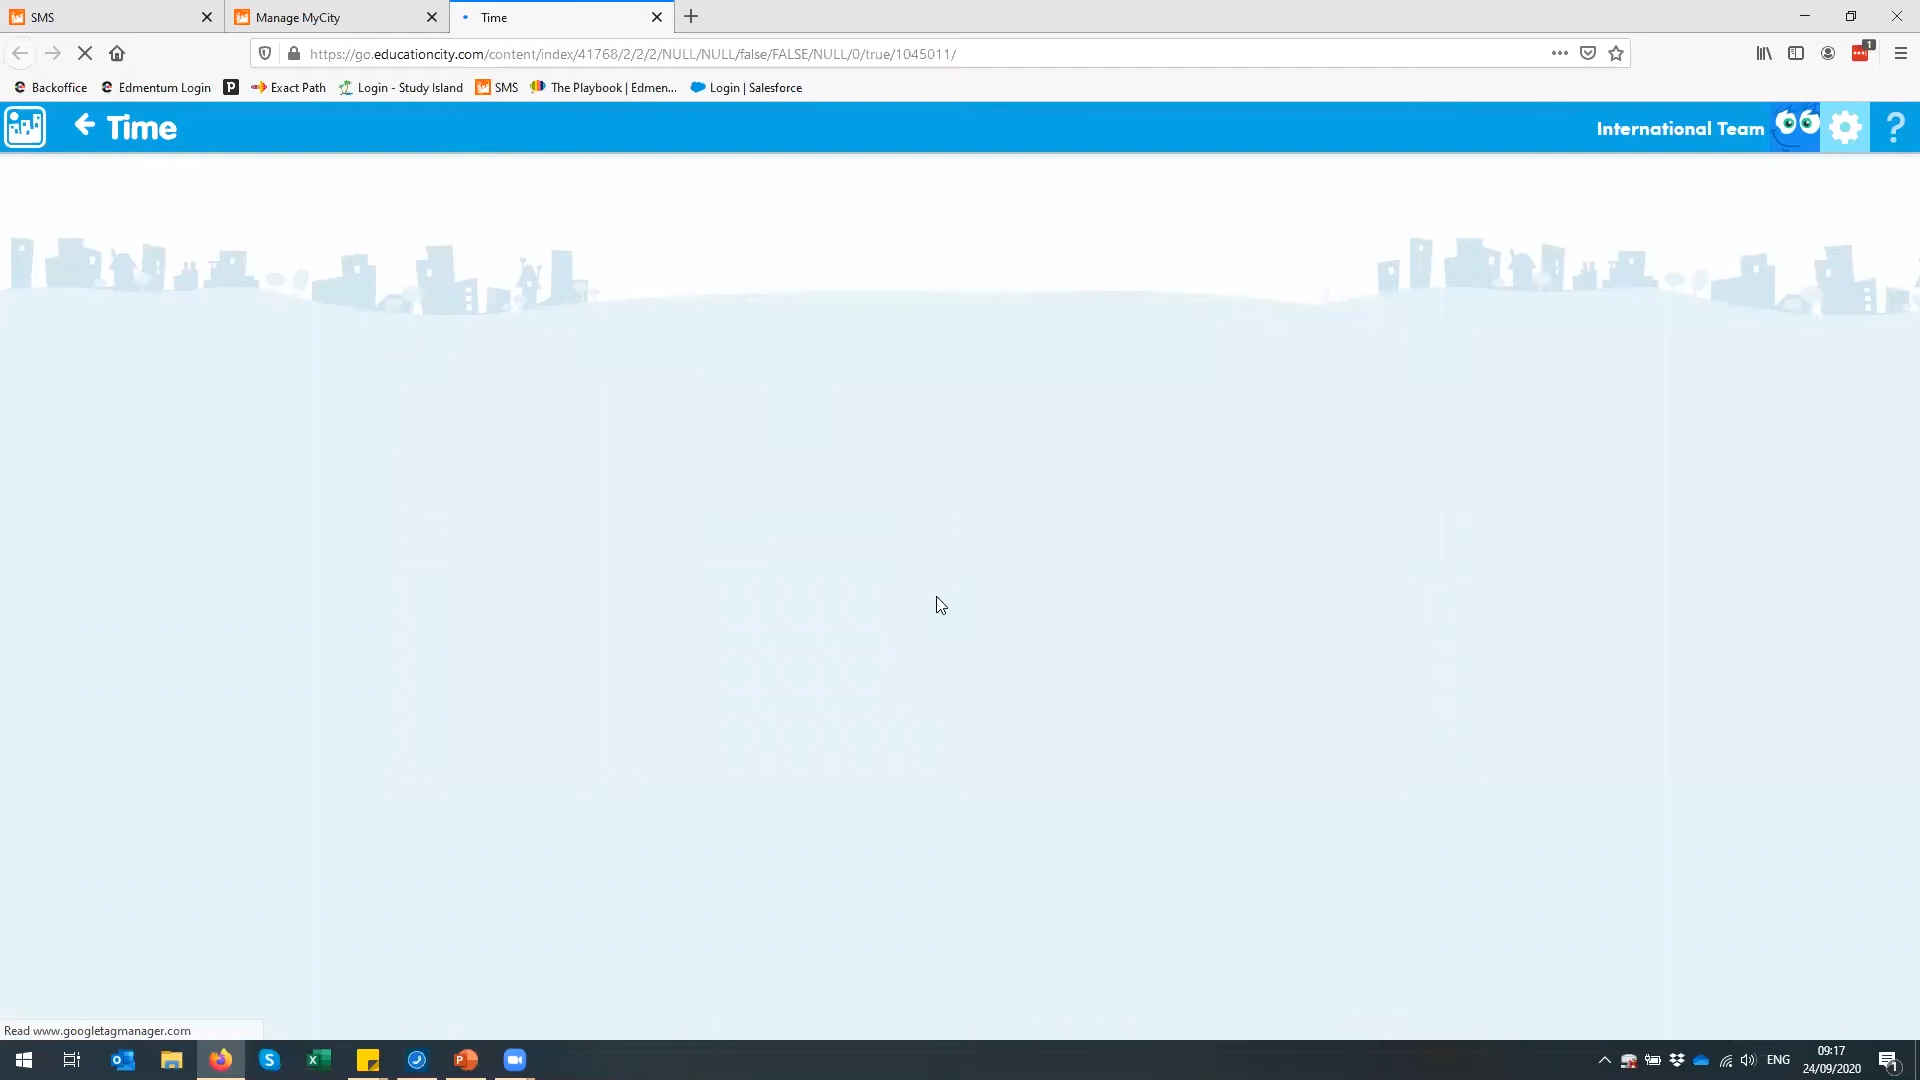 SMS
Manage MyCity
Time
https://go.educationcity.com/content/index/41768/2/2/2/NULL/NULL/false/FALSE/NULL/0/true/1045011/
1
Backoffice
Edmentum Login
Exact Path
Login - Study Island
SMS
The Playbook | Edmen...
Login | Salesforce
Time
International Team
?
Read www.googletagmanager.com
ENG
09:17
24/09/2020
1